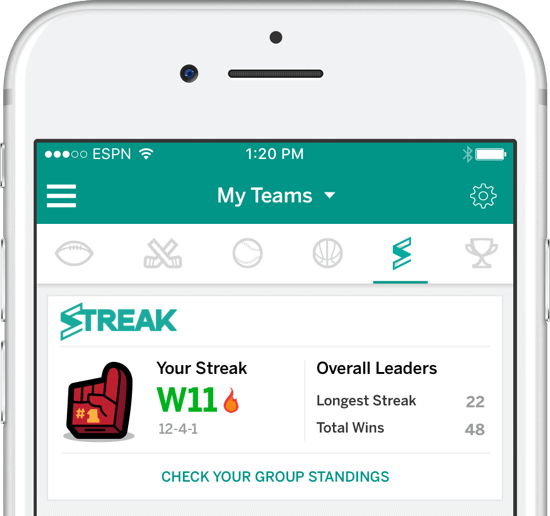 ESPN 1:20 PM
My Teams
STREAK
#1
Your Streak
W11
12-4-1
Overall Leaders
Longest Streak 22
Total Wins 48
CHECK YOUR GROUP STANDINGS